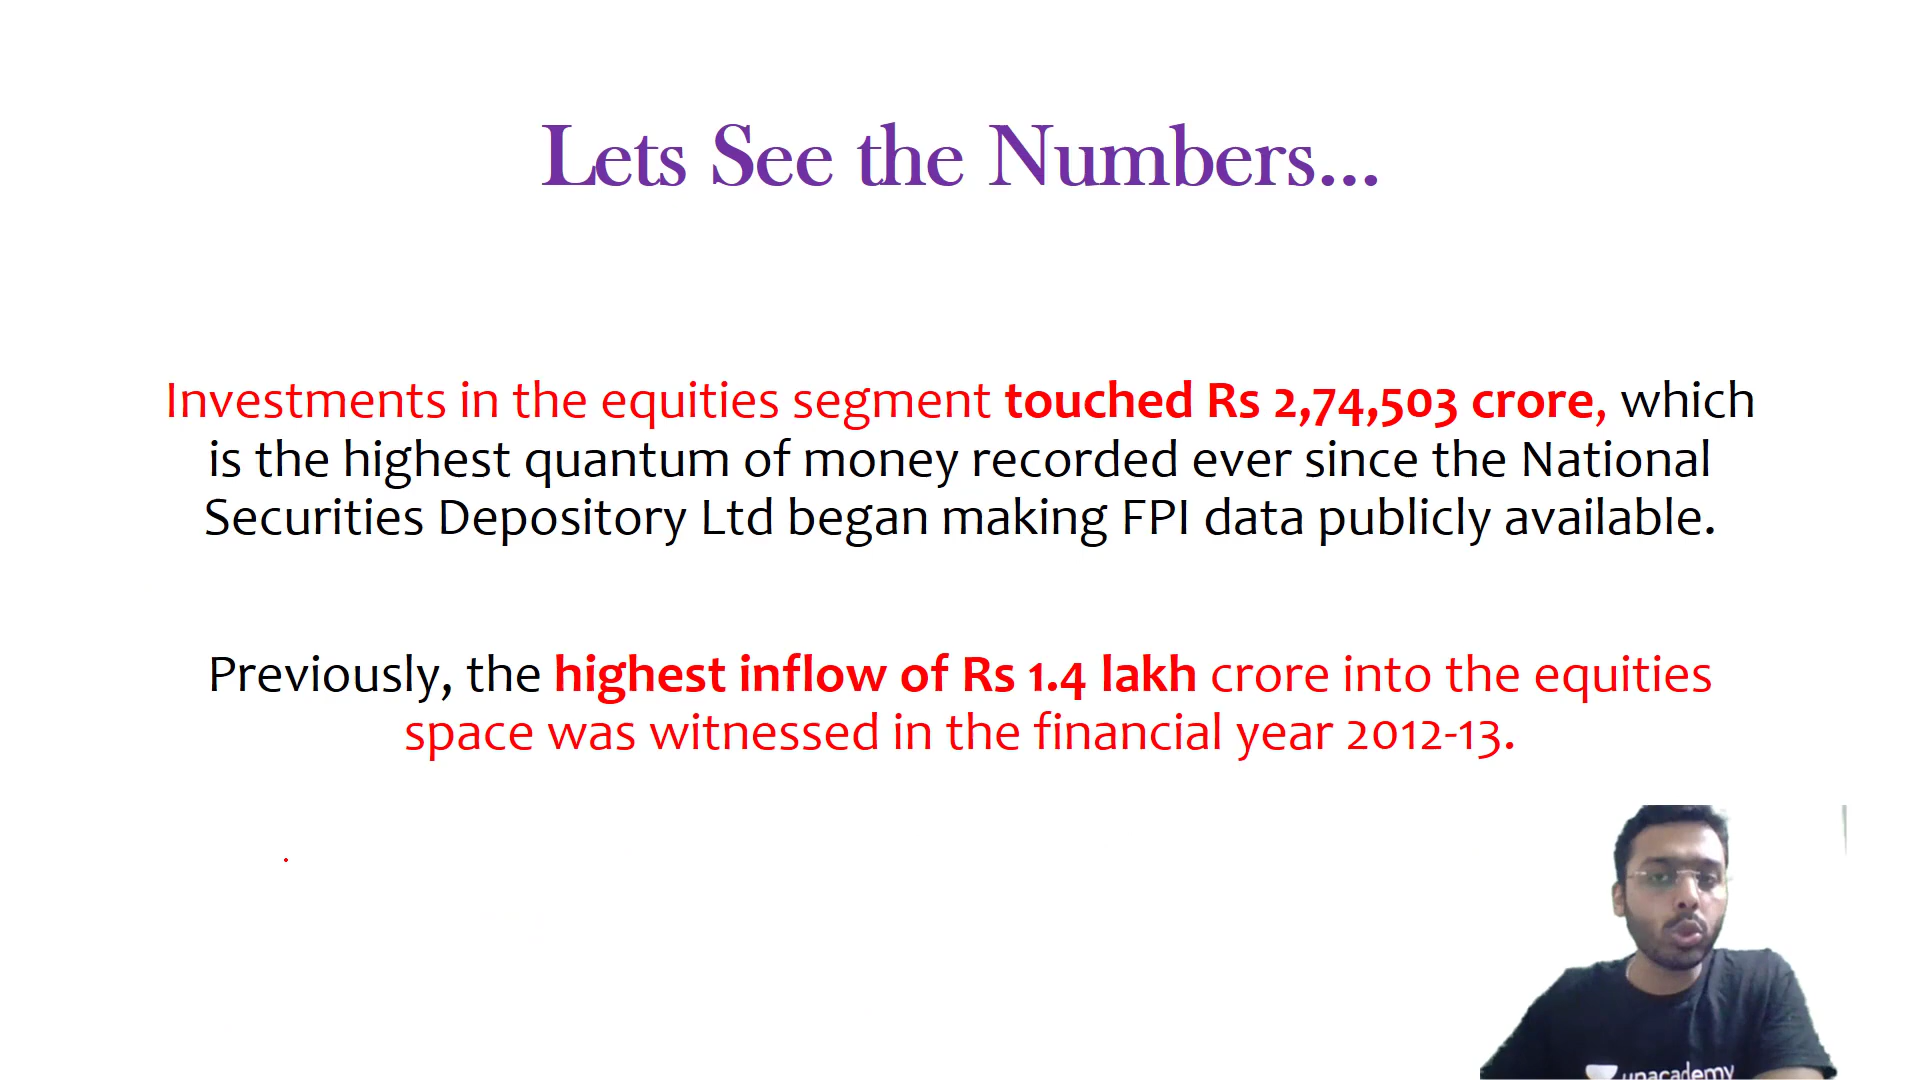 Lets See the Numbers...
Investments in the equities segment touched Rs 2,74,503 crore, which
is the highest quantum of money recorded ever since the National
Securities Depository Ltd began making FPI data publicly available.
Previously, the highest inflow of Rs 1.4 lakh crore into the equities
space was witnessed in the financial year 2012-13.
unacademy